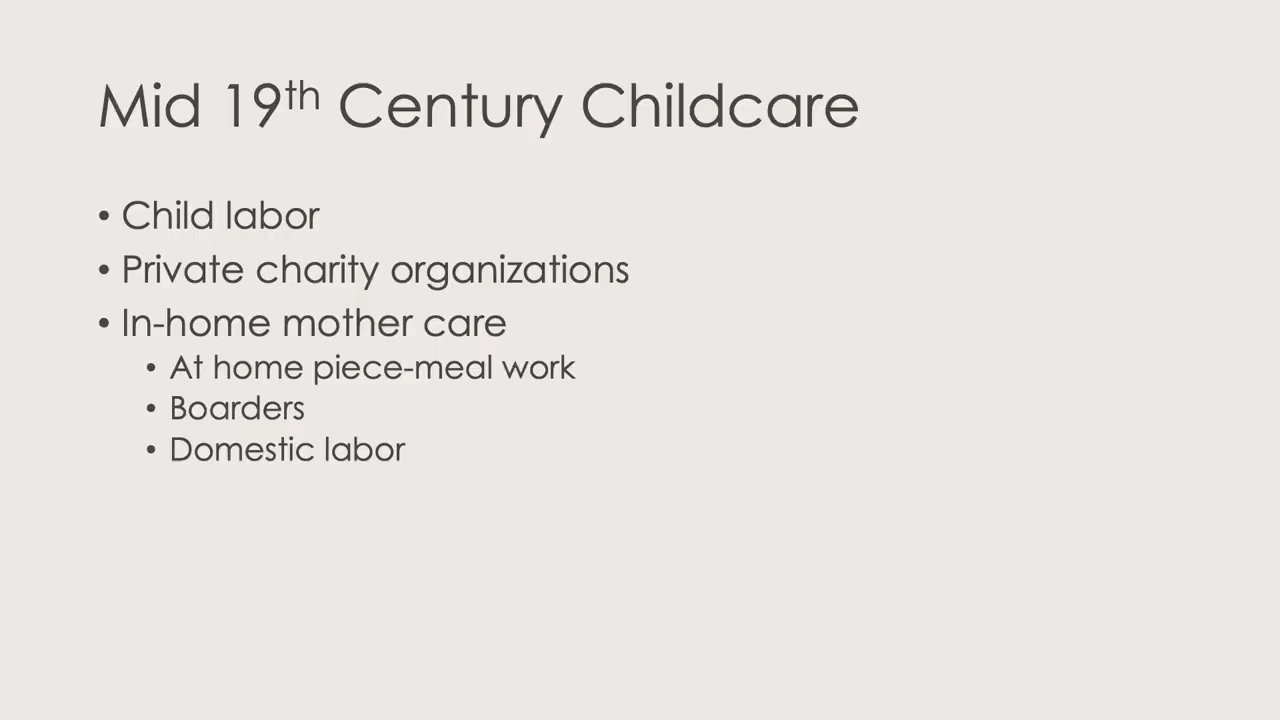 Mid 19th Century Childcare
• Child labor
• Private charity organizations
• In-home mother care
• At home piece-meal work
• Boarders
• Domestic labor